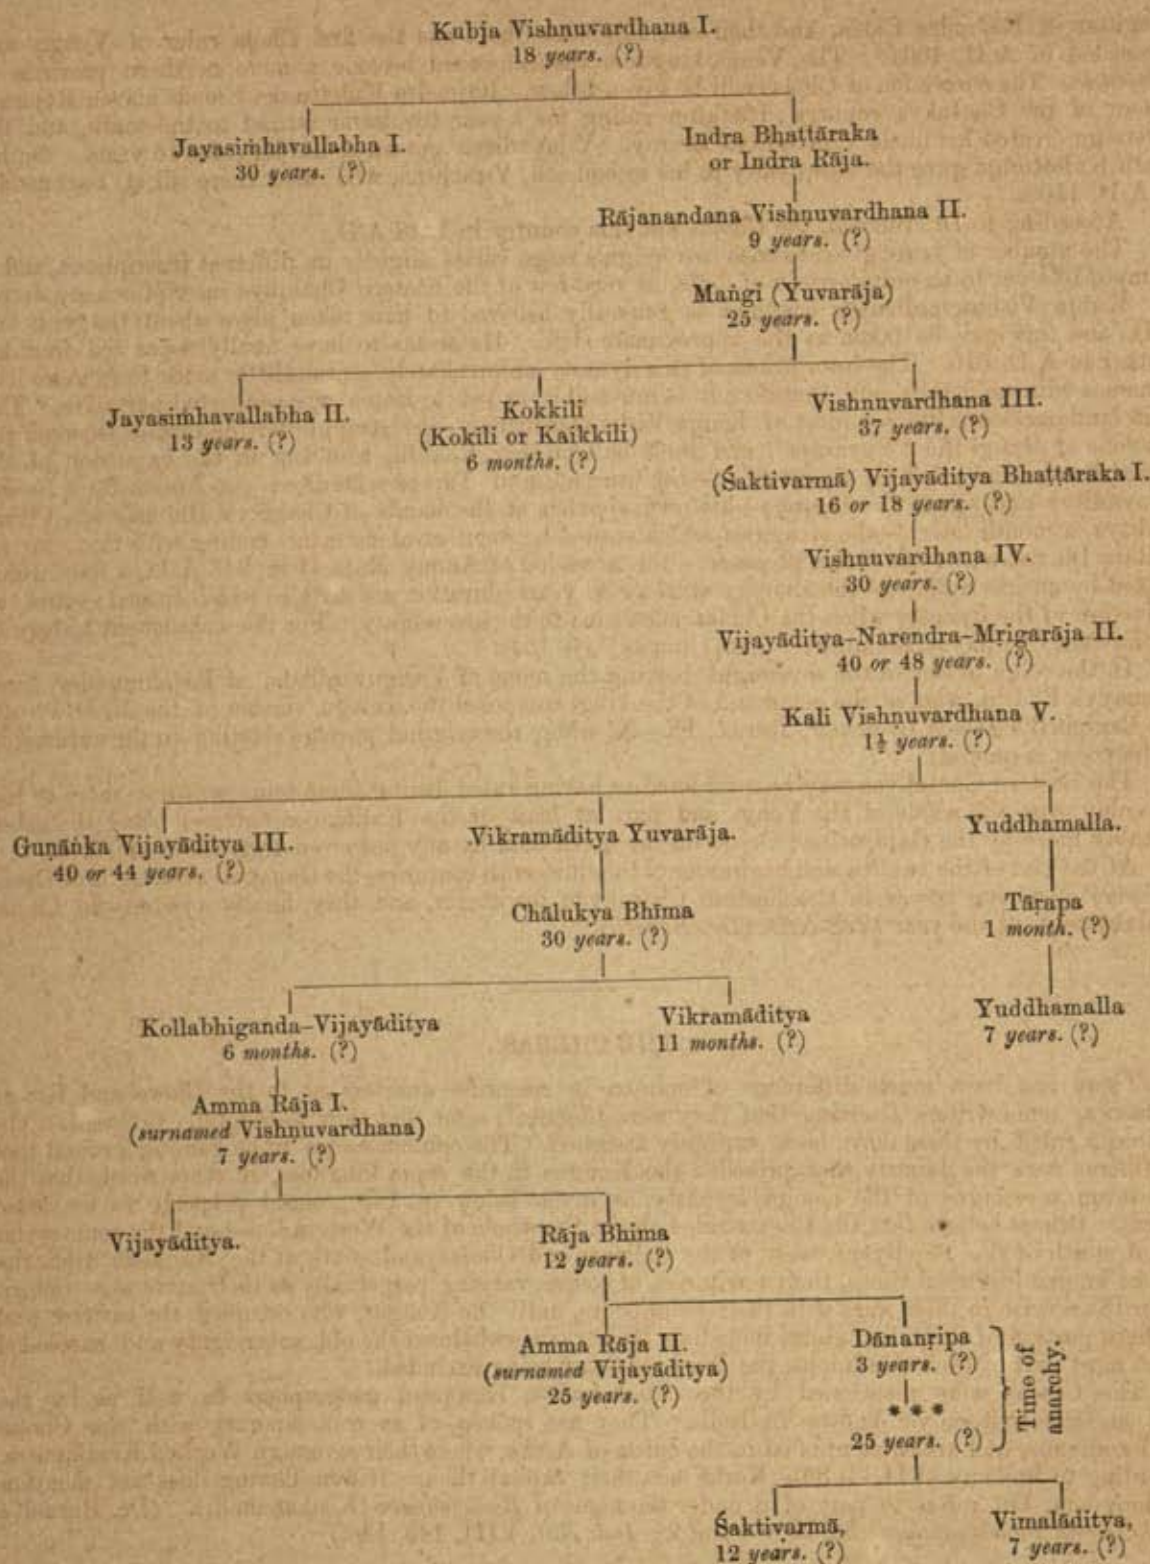 Kubja Vishṇuvardhana I.
18 years. (?)
Jayasiṁhavallabha I.
30 years. (?)
Indra Bhaṭṭāraka
or Indra Rāja.
Rājanandana Vishṇuvardhana II.
9 years. (?)
Maṅgi (Yuvarāja)
25 years. (?)
Jayasiṁhavallabha II.
13 years. (?)
Kokkili
(Kokili or Kaikkili)
6 months. (?)
Vishṇuvardhana III.
37 years. (?)
(Śaktivarmā) Vijayāditya Bhaṭṭāraka I.
16 or 18 years. (?)
Vishṇuvardhana IV.
30 years. (?)
Vijayāditya-Narendra-Mṛigarāja II.
40 or 48 years. (?)
Kali Vishṇuvardhana V.
1½ years. (?)
Guṇāṅka Vijayāditya III.
40 or 44 years. (?)
Vikramāditya Yuvarāja.
Yuddhamalla.
Chālukya Bhīma
30 years. (?)
Tārapa
1 month. (?)
Kollabhiganda-Vijayāditya
6 months. (?)
Vikramāditya
11 months. (?)
Yuddhamalla
7 years. (?)
Amma Rāja I.
(surnamed Vishṇuvardhana)
7 years. (?)
Vijayāditya.
Rāja Bhima
12 years. (?)
Amma Rāja II.
(surnamed Vijayāditya)
25 years. (?)
Dānanṛipa
3 years. (?)
* * *
25 years. (?)
Time of
anarchy.
Śaktivarmā,
12 years. (?)
Vimalāditya,
7 years. (?)